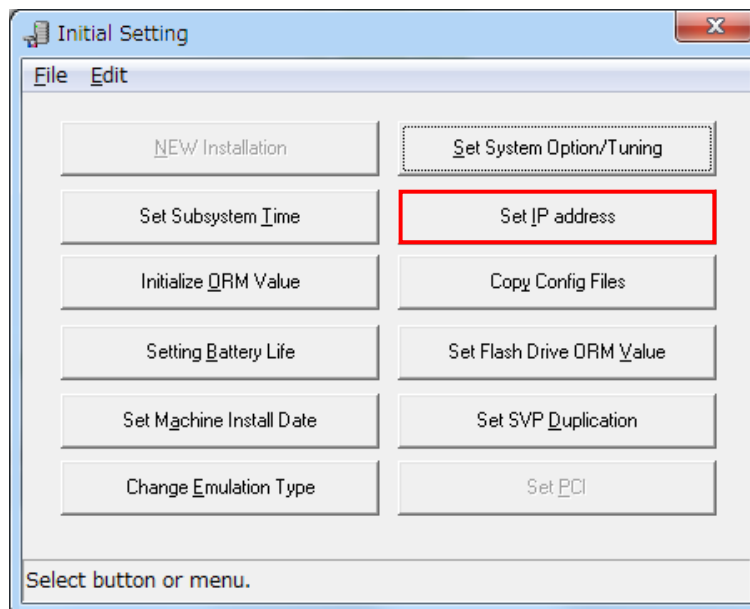 Initial Setting
File Edit
NEW Installation
Set System Option/Tuning
Set Subsystem Time
Set IP address
Initialize ORM Value
Copy Config Files
Setting Battery Life
Set Flash Drive ORM Value
Set Machine Install Date
Set SVP Duplication
Change Emulation Type
Set PCI
Select button or menu.